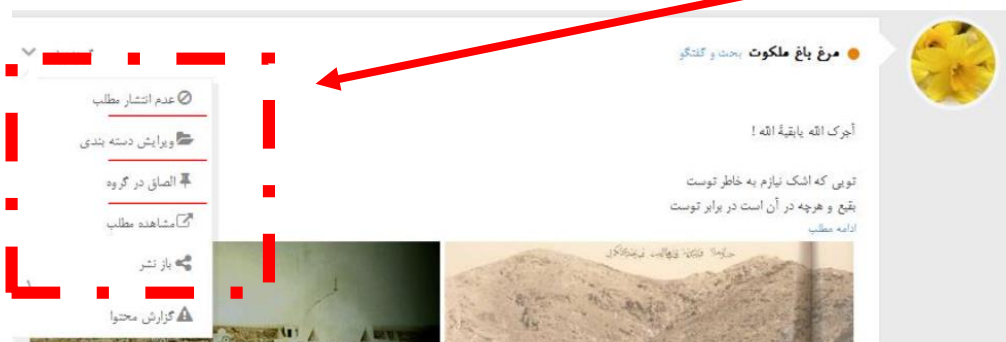 مرغ باغ ملکوت بحث و گفتگو
آجرک الله یابقیة الله !
تویی که اشک نیازم به خاطر توست
بقیع و هرچه در آن است در برابر توست
ادامه مطلب
عدم انتشار مطلب
ویرایش دسته بندی
الصاق در گروه
مشاهده مطلب
باز نشر
گزارش محتوا